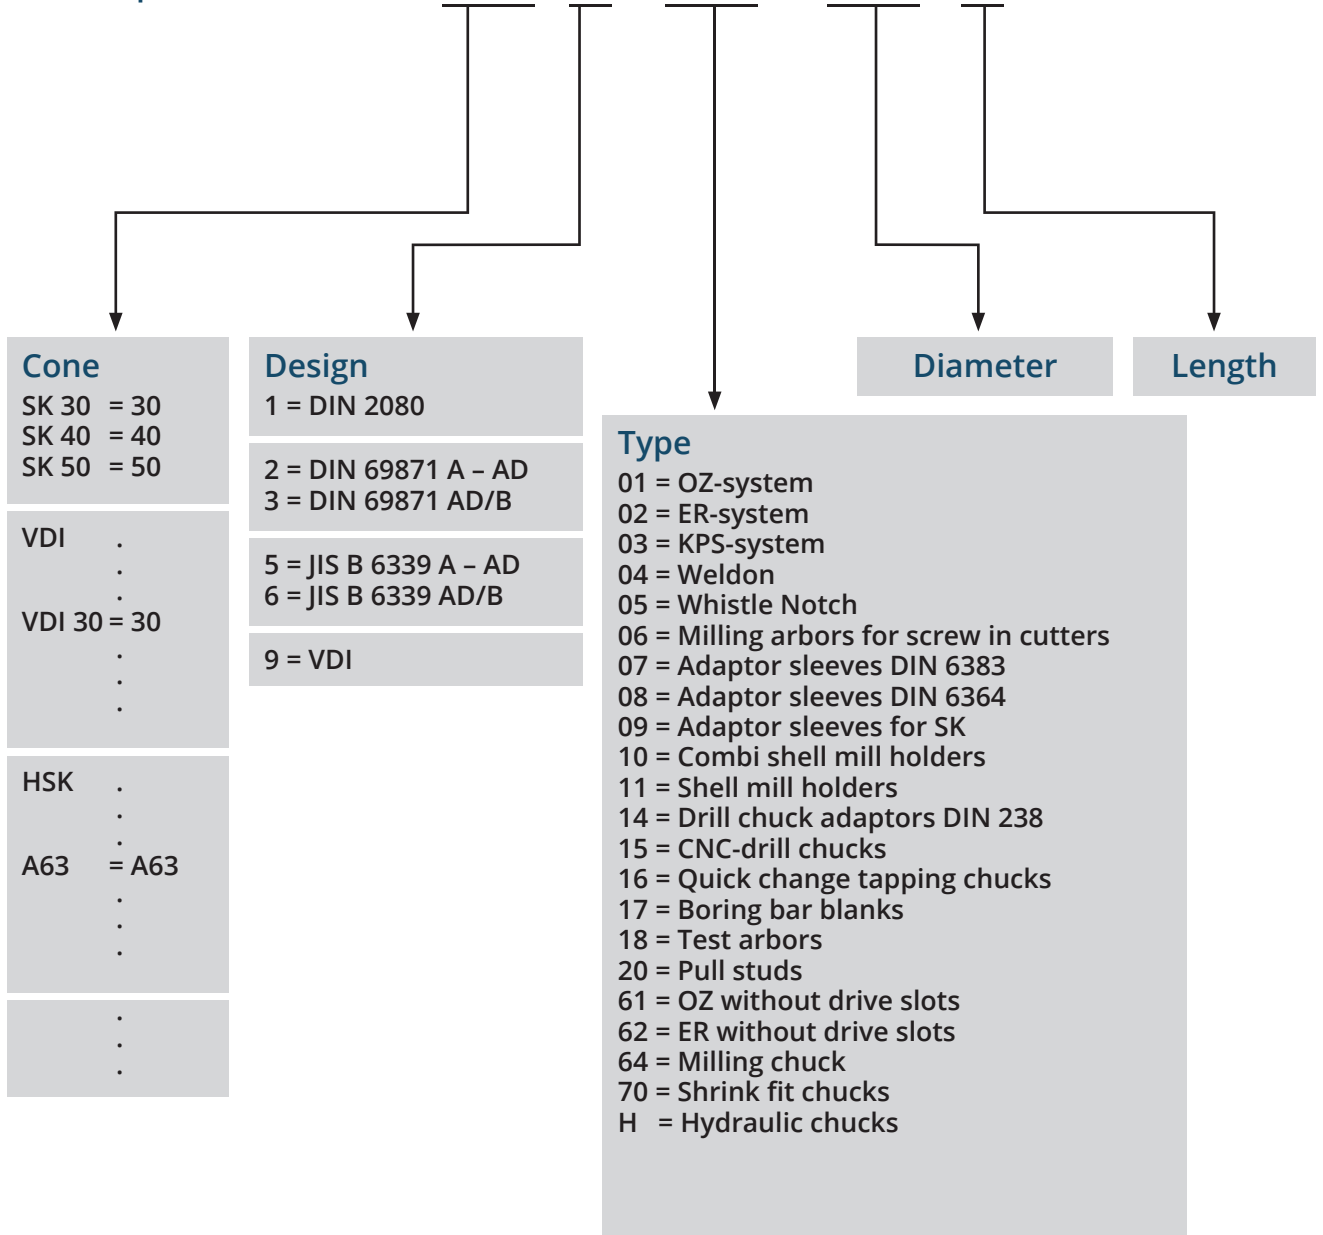 Cone
SK 30 = 30
SK 40 = 40
SK 50 = 50
VDI .
.
.
VDI 30 = 30
.
.
.
HSK .
.
.
A63 = A63
.
.
.
.
.
.
Design
1 = DIN 2080
2 = DIN 69871 A – AD
3 = DIN 69871 AD/B
5 = JIS B 6339 A – AD
6 = JIS B 6339 AD/B
9 = VDI
Type
01 = OZ-system
02 = ER-system
03 = KPS-system
04 = Weldon
05 = Whistle Notch
06 = Milling arbors for screw in cutters
07 = Adaptor sleeves DIN 6383
08 = Adaptor sleeves DIN 6364
09 = Adaptor sleeves for SK
10 = Combi shell mill holders
11 = Shell mill holders
14 = Drill chuck adaptors DIN 238
15 = CNC-drill chucks
16 = Quick change tapping chucks
17 = Boring bar blanks
18 = Test arbors
20 = Pull studs
61 = OZ without drive slots
62 = ER without drive slots
64 = Milling chuck
70 = Shrink fit chucks
H = Hydraulic chucks
Diameter
Length